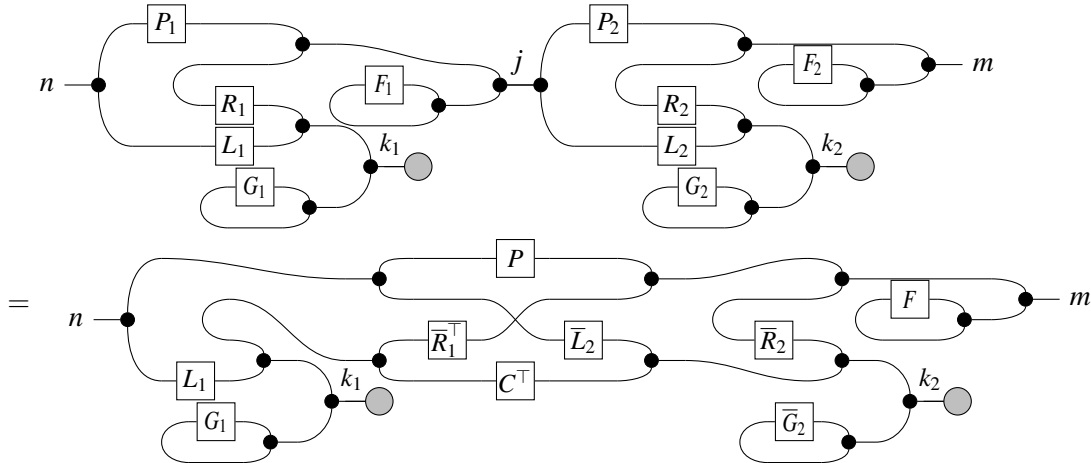 P₁ P₂
n F₁ j F₂ m
R₁ R₂
L₁ k₁ L₂ k₂
G₁ G₂
P
= n F m
R̅₁^⊤ L̅₂ R̅₂
L₁ k₁ C^⊤ k₂
G₁ G̅₂